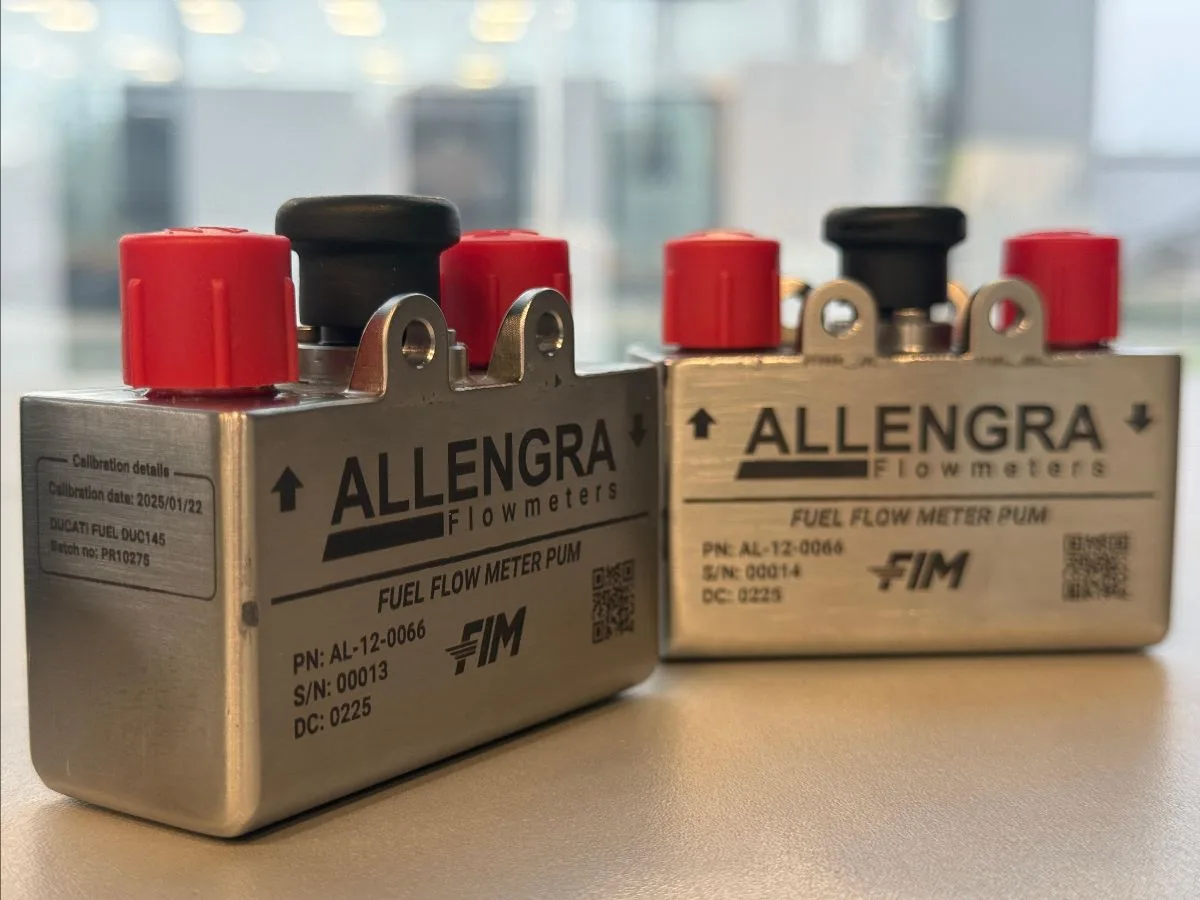 Calibration details
Calibration data: 2025/01/22
DUCATI FUEL DUC145
Batch no: PR10275
ALLENGRA
Flowmeters
FUEL FLOW METER PUM
PN: AL-12-0066
S/N: 00013
DC: 0225
FIM
ALLENGRA
Flowmeters
FUEL FLOW METER PUM
PN: AL-12-0066
S/N: 00014
DC: 0225
FIM